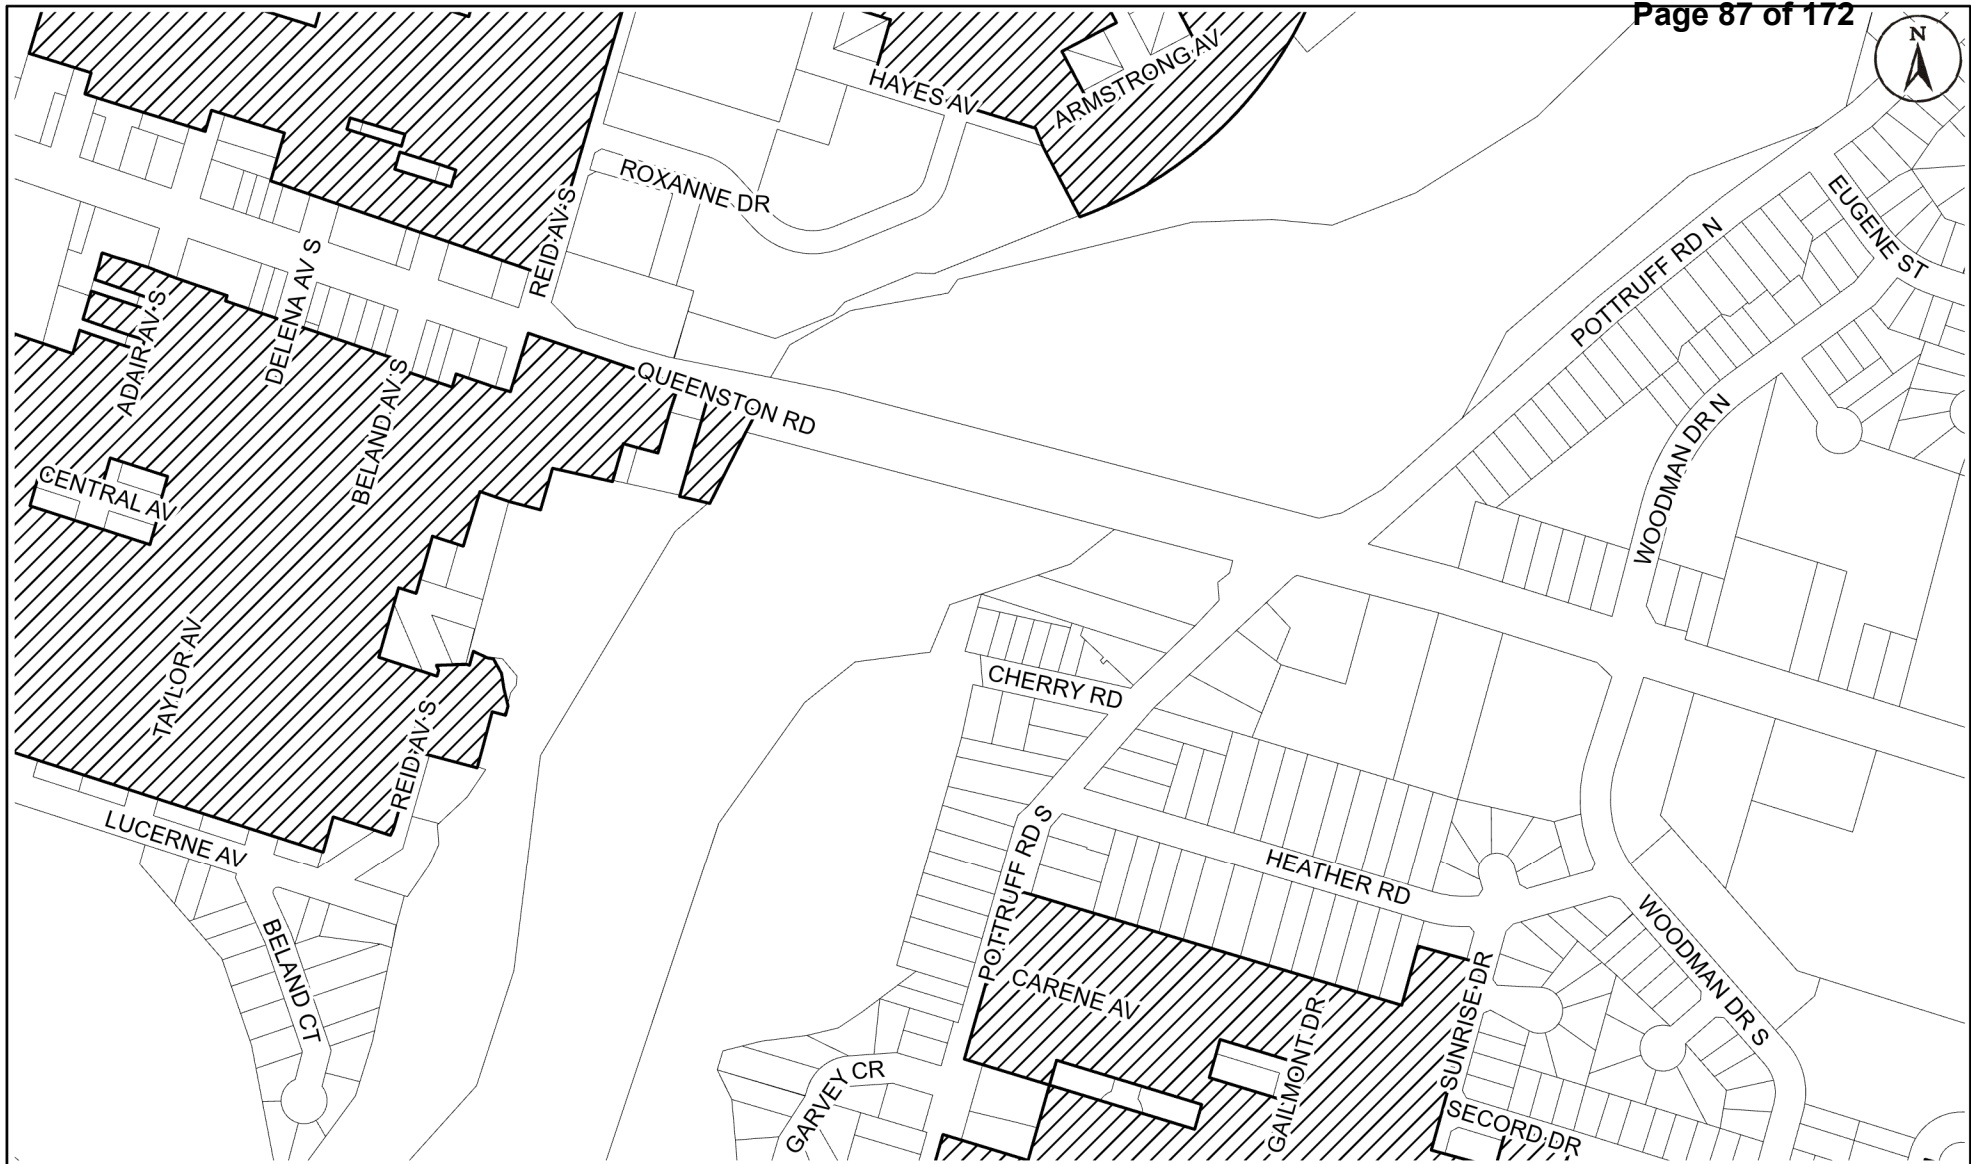 Page 87 of 172
N
HAYES AV
ARMSTRONG AV
ROXANNE DR
REID AV S
EUGENE ST
POTTRUFF RD N
DELENA AV S
ADAIR AV S
BELAND AV S
QUEENSTON RD
WOODMAN DR N
CENTRAL AV
TAYLOR AV
CHERRY RD
REID AV S
LUCERNE AV
POTTRUFF RD S
HEATHER RD
WOODMAN DR S
BELAND CT
CARENE AV
SUNRISE DR
GAILMONT DR
GARVEY CR
SECORD DR